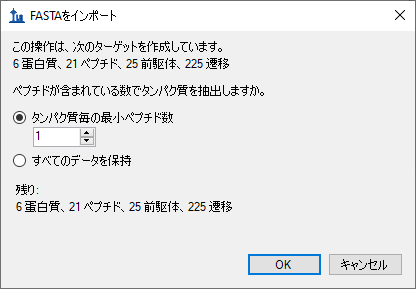 FASTAをインポート
この操作は、次のターゲットを作成しています。
6 蛋白質、21 ペプチド、25 前駆体、225 遷移
ペプチドが含まれている数でタンパク質を抽出しますか。
タンパク質毎の最小ペプチド数
1
すべてのデータを保持
残り:
6 蛋白質、21 ペプチド、25 前駆体、225 遷移
OK
キャンセル